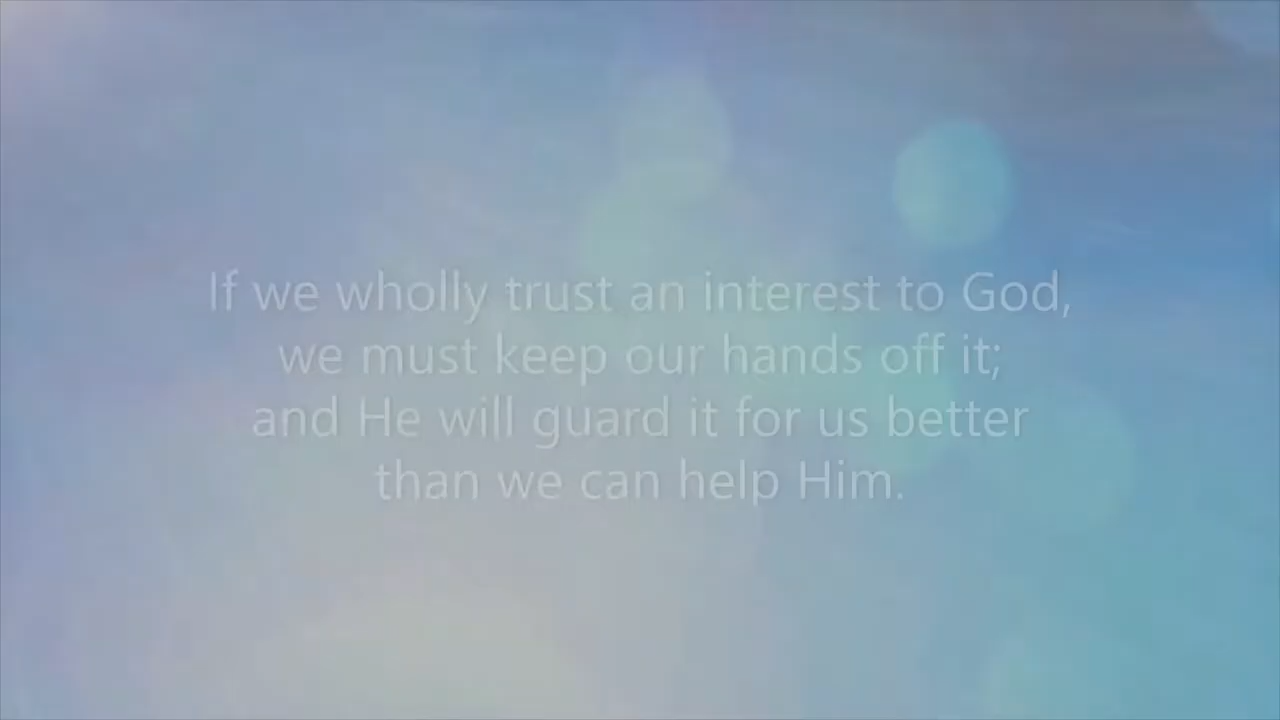 If we wholly trust an interest to God,
we must keep our hands off it;
and He will guard it for us better
than we can help Him.